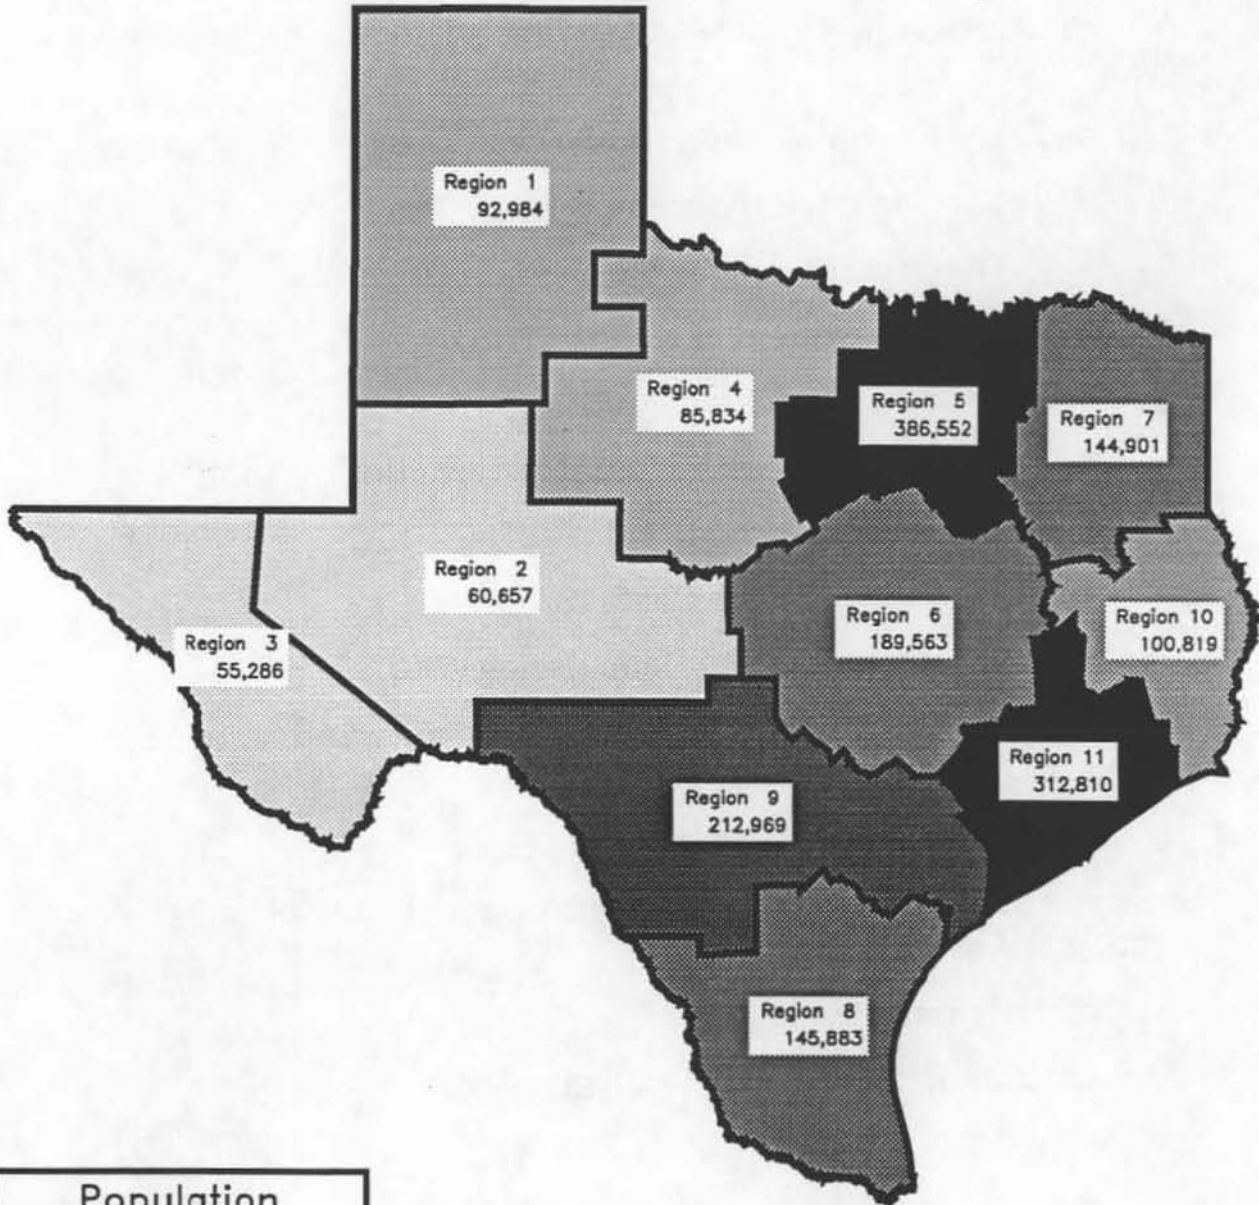 Region 1
92,984
Region 4
85,834
Region 5
386,552
Region 7
144,901
Region 2
60,657
Region 3
55,286
Region 6
189,563
Region 10
100,819
Region 11
312,810
Region 9
212,969
Region 8
145,883
Population